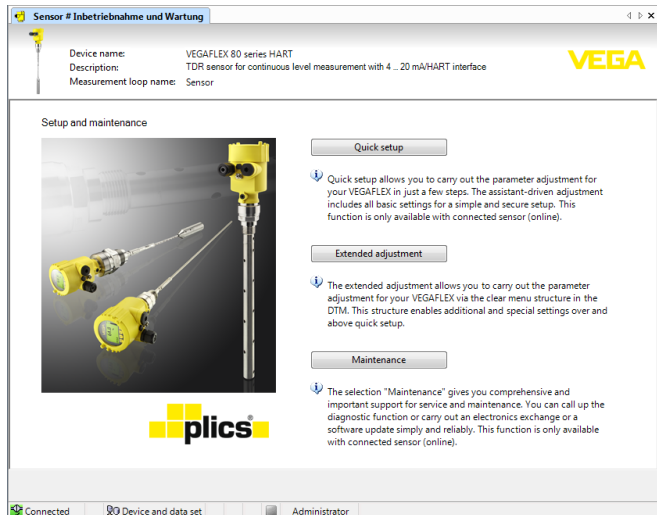 Sensor # Inbetriebnahme und Wartung
Device name: VEGAFLEX 80 series HART
Description: TDR sensor for continuous level measurement with 4 ... 20 mA/HART interface
Measurement loop name: Sensor
VEGA
Setup and maintenance
Quick setup
Quick setup allows you to carry out the parameter adjustment for
your VEGAFLEX in just a few steps. The assistant-driven adjustment
includes all basic settings for a simple and secure setup. This
function is only available with connected sensor (online).
Extended adjustment
The extended adjustment allows you to carry out the parameter
adjustment for your VEGAFLEX via the clear menu structure in the
DTM. This structure enables additional and special settings over and
above quick setup.
Maintenance
The selection "Maintenance" gives you comprehensive and
important support for service and maintenance. You can call up the
diagnostic function or carry out an electronics exchange or a
software update simply and reliably. This function is only available
with connected sensor (online).
plics®
Connected Device and data set Administrator